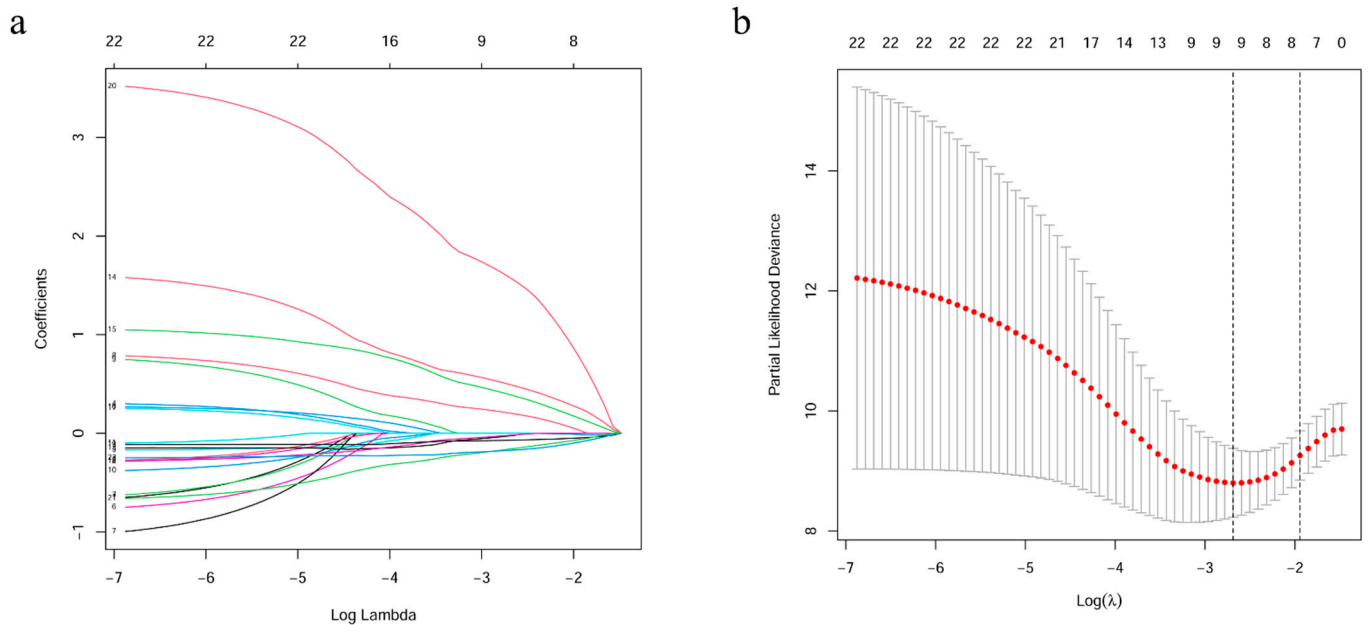 a
22 22 22 16 9 8
20
14
15
9
10
6
21
7
3
2
1
0
−1
Coefficients
−7 −6 −5 −4 −3 −2
Log Lambda
b
22 22 22 22 22 21 17 14 13 9 9 9 8 8 7 0
14
12
10
8
Partial Likelihood Deviance
−7 −6 −5 −4 −3 −2
Log(λ)